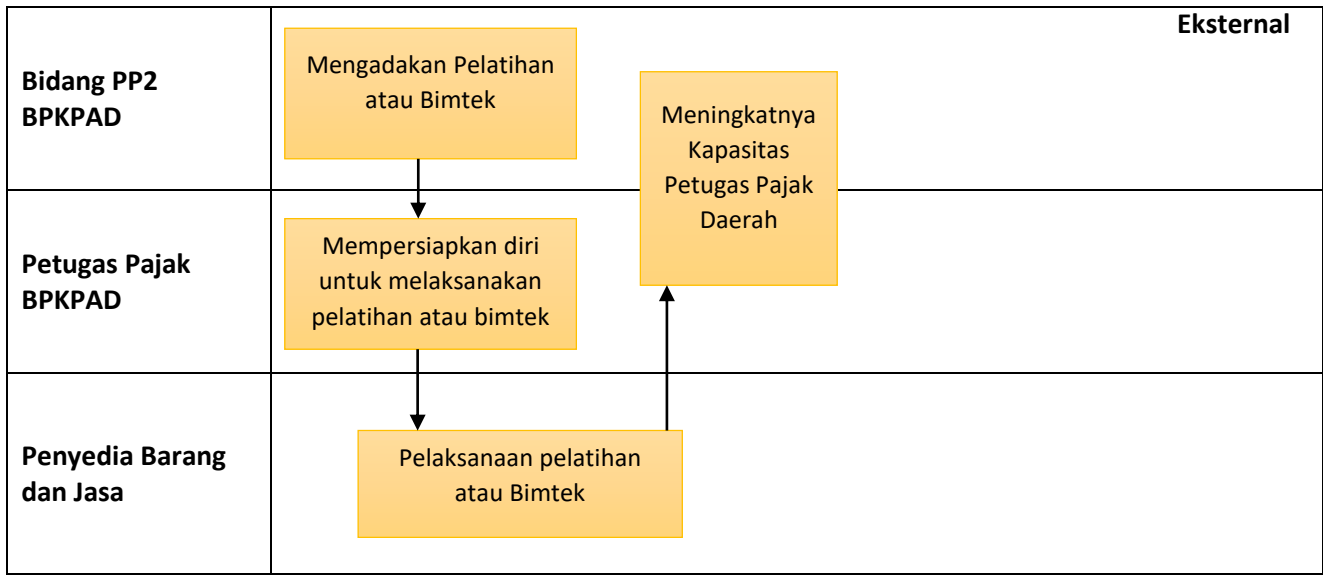 Eksternal
Bidang PP2
BPKPAD
Mengadakan Pelatihan
atau Bimtek
Meningkatnya
Kapasitas
Petugas Pajak
Daerah
Petugas Pajak
BPKPAD
Mempersiapkan diri
untuk melaksanakan
pelatihan atau bimtek
Penyedia Barang
dan Jasa
Pelaksanaan pelatihan
atau Bimtek